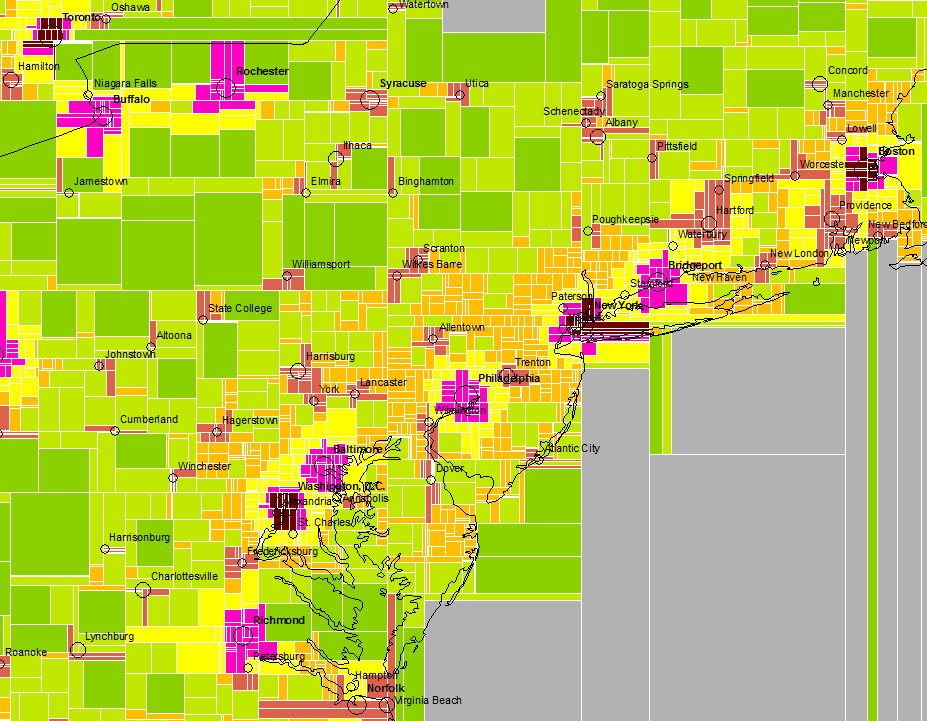 Watertown
Oshawa
Toronto
Hamilton
Rochester
Concord
Niagara Falls
Syracuse
Utica
Saratoga Springs
Manchester
Buffalo
Schenectady
Albany
Lowell
Ithaca
Pittsfield
Boston
Worcester
Jamestown
Elmira
Binghamton
Springfield
Hartford
Providence
Poughkeepsie
New Bedford
Waterbury
Newport
Scranton
New London
Williamsport
Wilkes Barre
Bridgeport
New Haven
Stamford
Paterson
New York
State College
Allentown
Altoona
Johnstown
Harrisburg
Trenton
Lancaster
Philadelphia
York
Wilmington
Cumberland
Hagerstown
Baltimore
Atlantic City
Winchester
Dover
Washington, D.C.
Alexandria
Annapolis
St. Charles
Harrisonburg
Fredericksburg
Charlottesville
Richmond
Lynchburg
Roanoke
Petersburg
Hampton
Norfolk
Virginia Beach